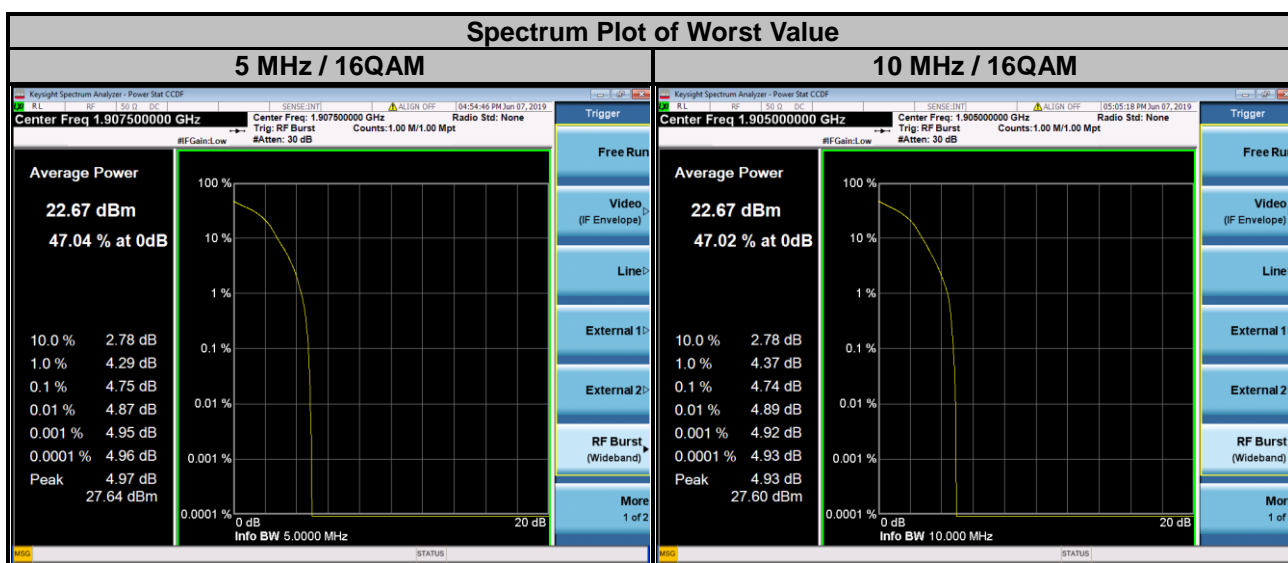 Spectrum Plot of Worst Value
5 MHz / 16QAM
Keysight Spectrum Analyzer - Power Stat CCDF
RL RF 50 Ω DC SENSE:INT ALIGN OFF 04:54:46 PM Jun 07, 2019
Center Freq 1.907500000 GHz
Center Freq: 1.907500000 GHz Radio Std: None
Trig: RF Burst Counts:1.00 M/1.00 Mpt
#IFGain:Low #Atten: 30 dB
Average Power
22.67 dBm
47.04 % at 0dB
10.0 % 2.78 dB
1.0 % 4.29 dB
0.1 % 4.75 dB
0.01 % 4.87 dB
0.001 % 4.95 dB
0.0001 % 4.96 dB
Peak 4.97 dB
27.64 dBm
100 %
10 %
1 %
0.1 %
0.01 %
0.001 %
0.0001 %
0 dB 20 dB
Info BW 5.0000 MHz
Trigger
Free Run
Video
(IF Envelope)
Line
External 1
External 2
RF Burst
(Wideband)
More
1 of 2
MSG STATUS
10 MHz / 16QAM
Keysight Spectrum Analyzer - Power Stat CCDF
RL RF 50 Ω DC SENSE:INT ALIGN OFF 05:05:18 PM Jun 07, 2019
Center Freq 1.905000000 GHz
Center Freq: 1.905000000 GHz Radio Std: None
Trig: RF Burst Counts:1.00 M/1.00 Mpt
#IFGain:Low #Atten: 30 dB
Average Power
22.67 dBm
47.02 % at 0dB
10.0 % 2.78 dB
1.0 % 4.37 dB
0.1 % 4.74 dB
0.01 % 4.89 dB
0.001 % 4.92 dB
0.0001 % 4.93 dB
Peak 4.93 dB
27.60 dBm
100 %
10 %
1 %
0.1 %
0.01 %
0.001 %
0.0001 %
0 dB 20 dB
Info BW 10.000 MHz
Trigger
Free Ru
Video
(IF Envelope)
Line
External 1
External 2
RF Burst
(Wideband)
Mor
1 of
MSG STATUS